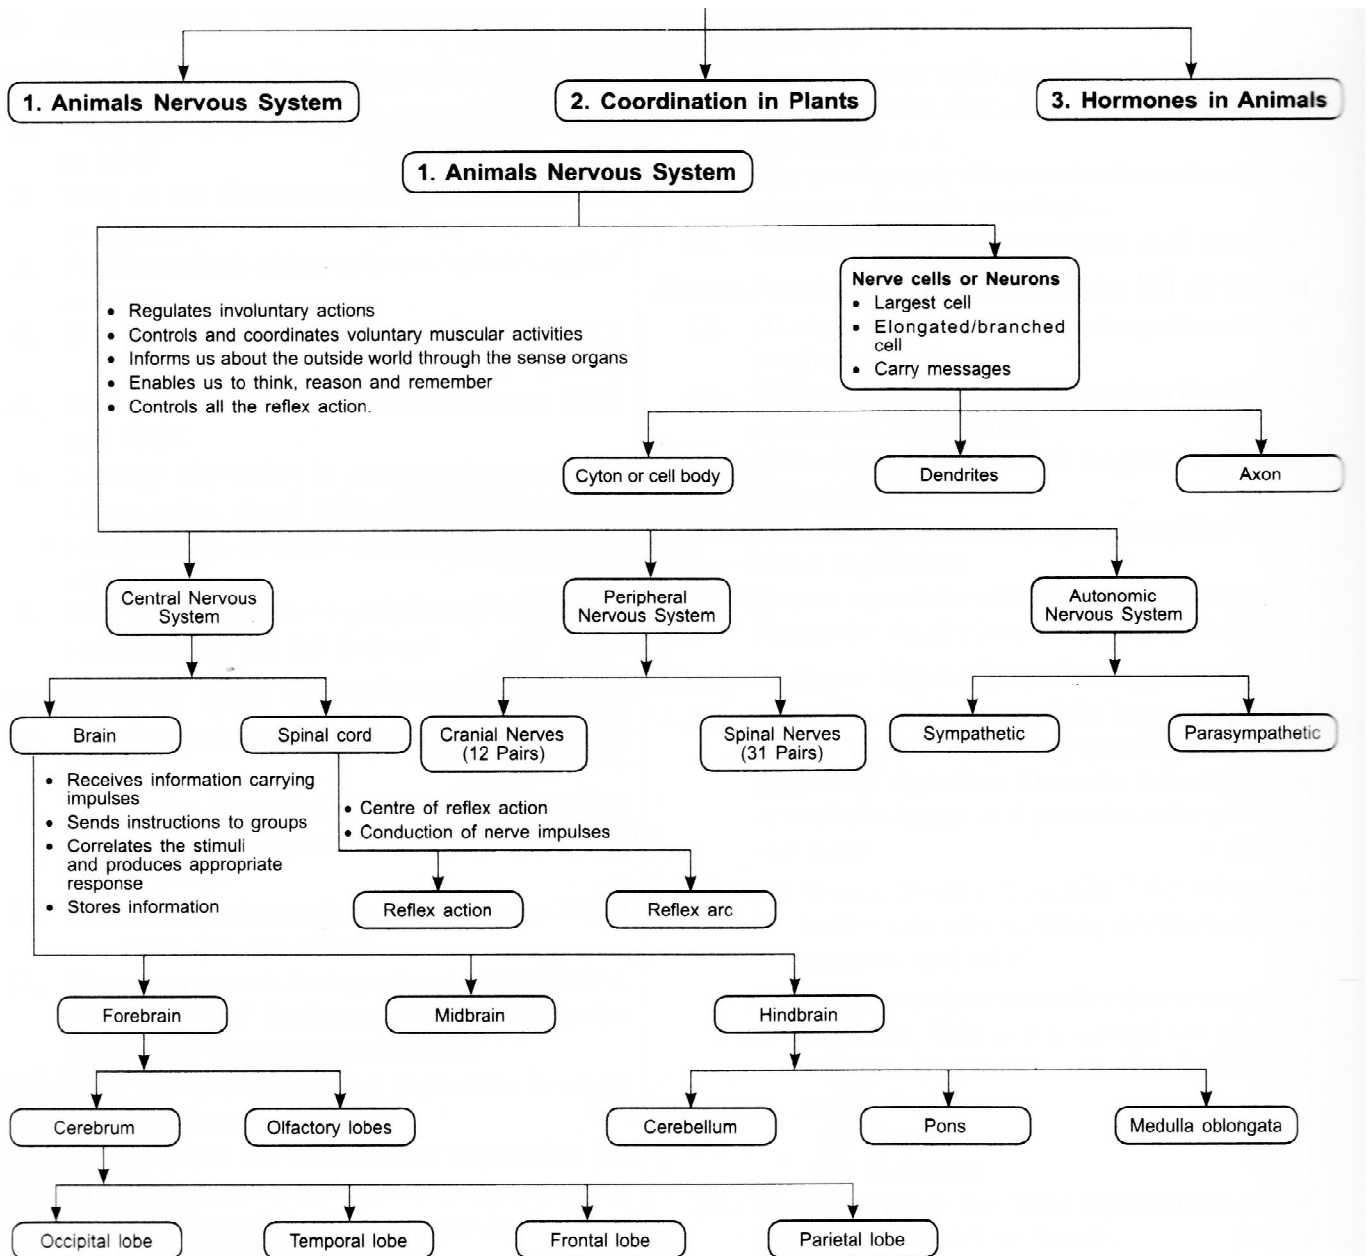 1. Animals Nervous System
2. Coordination in Plants
3. Hormones in Animals
1. Animals Nervous System
• Regulates involuntary actions
• Controls and coordinates voluntary muscular activities
• Informs us about the outside world through the sense organs
• Enables us to think, reason and remember
• Controls all the reflex action.
Nerve cells or Neurons
• Largest cell
• Elongated/branched
cell
• Carry messages
Cyton or cell body
Dendrites
Axon
Central Nervous
System
Peripheral
Nervous System
Autonomic
Nervous System
Brain
Spinal cord
Cranial Nerves
(12 Pairs)
Spinal Nerves
(31 Pairs)
Sympathetic
Parasympathetic
• Receives information carrying
impulses
• Sends instructions to groups
• Correlates the stimuli
and produces appropriate
response
• Stores information
• Centre of reflex action
• Conduction of nerve impulses
Reflex action
Reflex arc
Forebrain
Midbrain
Hindbrain
Cerebrum
Olfactory lobes
Cerebellum
Pons
Medulla oblongata
Occipital lobe
Temporal lobe
Frontal lobe
Parietal lobe